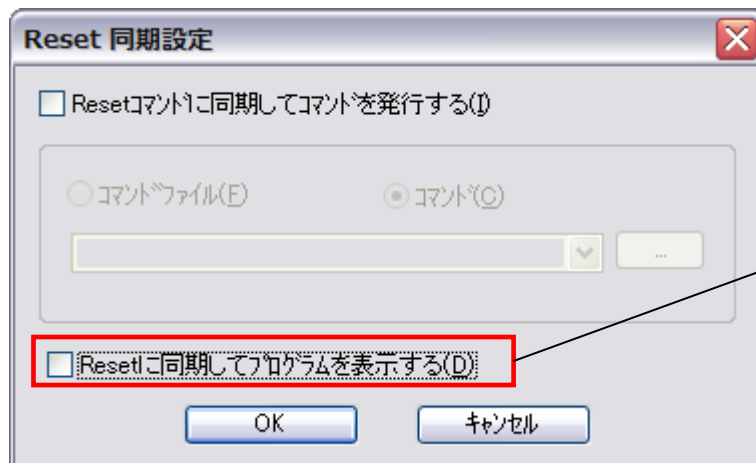 Reset 同期設定
Resetｺﾏﾝﾄﾞに同期してｺﾏﾝﾄﾞを発行する(I)
ｺﾏﾝﾄﾞﾌｧｲﾙ(F)
ｺﾏﾝﾄﾞ(C)
...
Resetに同期してﾌﾟﾛｸﾞﾗﾑを表示する(D)
OK
ｷｬﾝｾﾙ